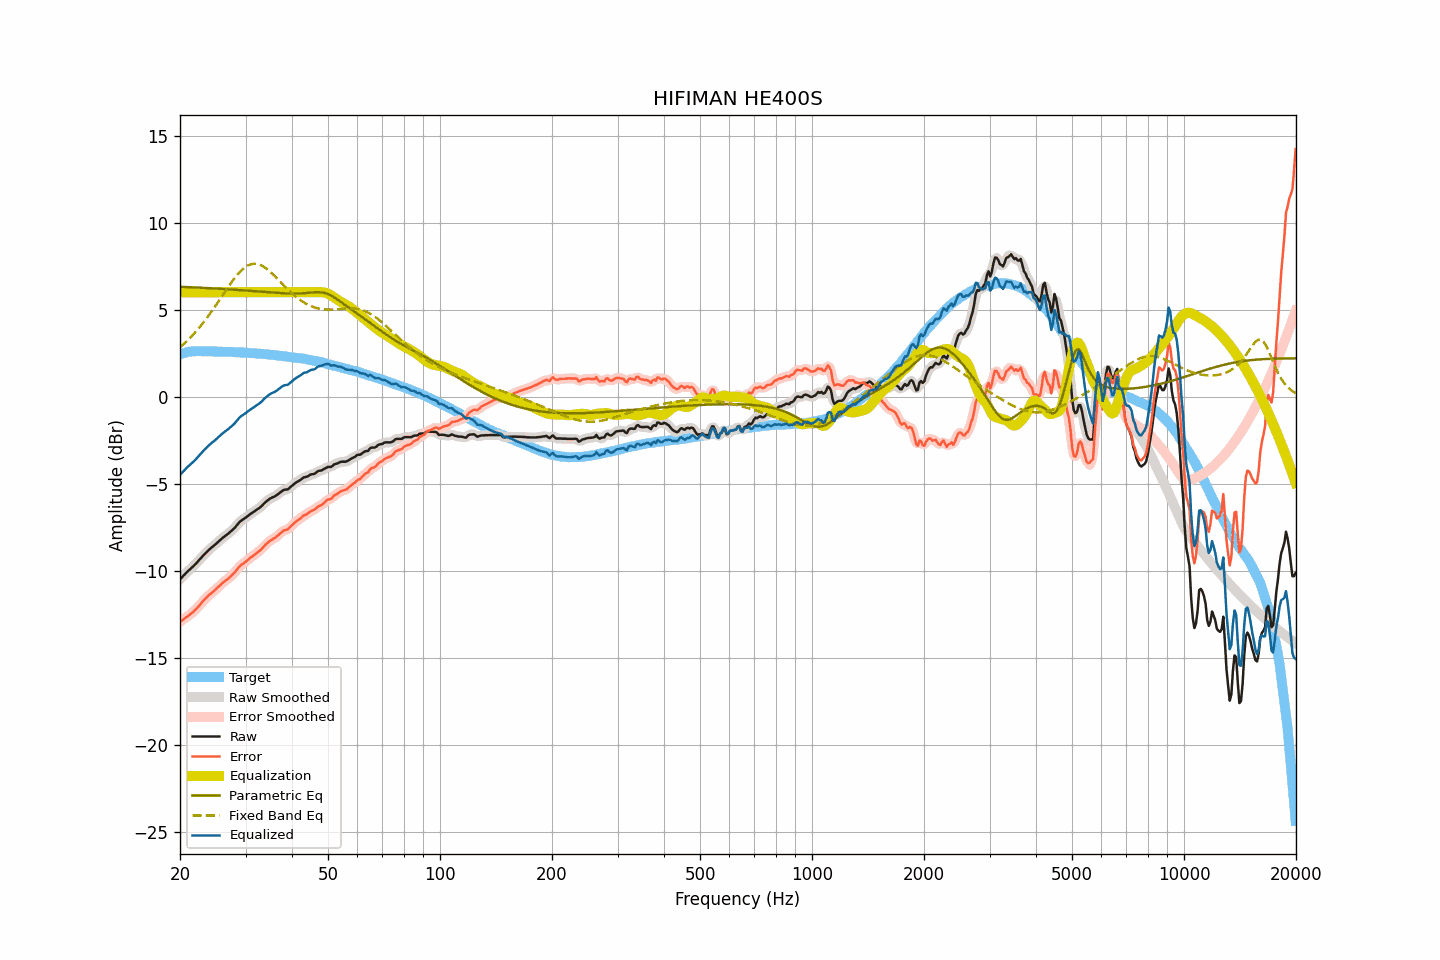 HIFIMAN HE400S
15
10
5
0
−5
−10
−15
−20
−25
Amplitude (dBr)
Target
Raw Smoothed
Error Smoothed
Raw
Error
Equalization
Parametric Eq
Fixed Band Eq
Equalized
20 50 100 200 500 1000 2000 5000 10000 20000
Frequency (Hz)